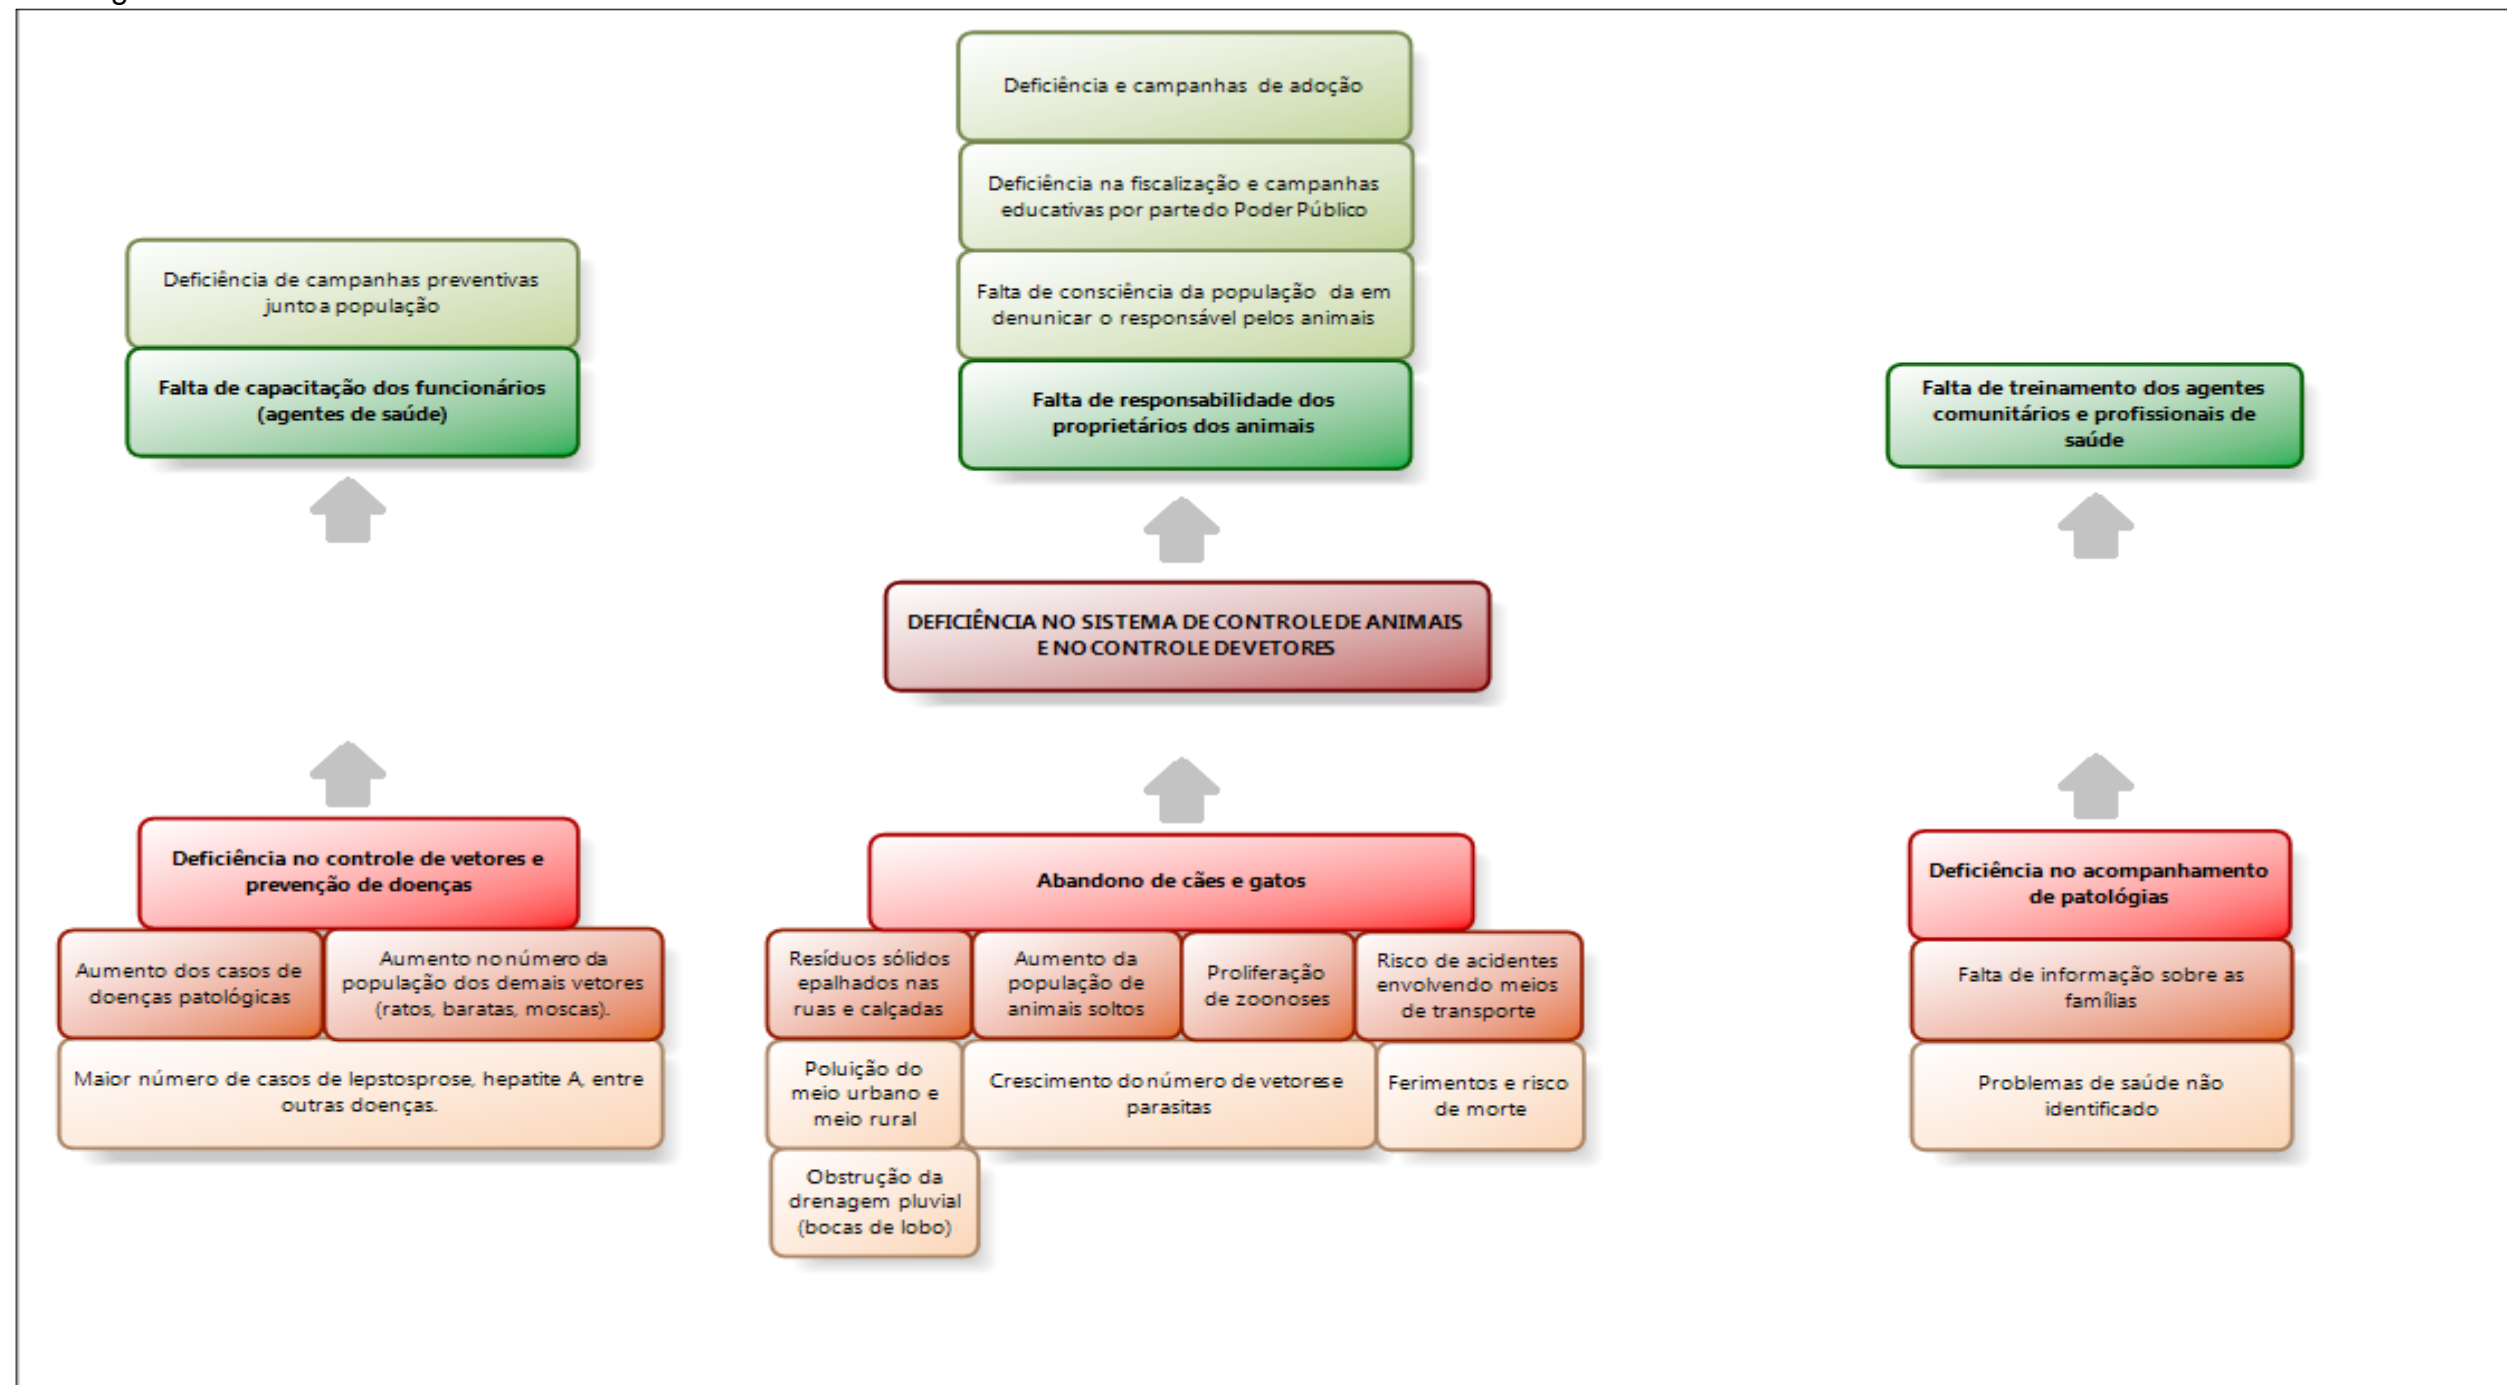 Deficiência e campanhas  de adoção
Deficiência na fiscalização e campanhas
educativas por parte do Poder Público
Falta de consciência da população  da em
denunicar o responsável pelos animais
Falta de responsabilidade dos
proprietários dos animais
Deficiência de campanhas preventivas
junto a população
Falta de capacitação dos funcionários
(agentes de saúde)
Falta de treinamento dos agentes
comunitários e profissionais de
saúde
DEFICIÊNCIA NO SISTEMA DE CONTROLE DE ANIMAIS
E NO CONTROLE DE VETORES
Deficiência no controle de vetores e
prevenção de doenças
Aumento dos casos de
doenças patológicas
Aumento no número da
população dos demais vetores
(ratos, baratas, moscas).
Maior número de casos de lepstosprose, hepatite A, entre
outras doenças.
Abandono de cães e gatos
Resíduos sólidos
epalhados nas
ruas e calçadas
Aumento da
população de
animais soltos
Proliferação
de zoonoses
Risco de acidentes
envolvendo meios
de transporte
Poluição do
meio urbano e
meio rural
Crescimento do número de vetores e
parasitas
Ferimentos e risco
de morte
Obstrução da
drenagem pluvial
(bocas de lobo)
Deficiência no acompanhamento
de patológias
Falta de informação sobre as
famílias
Problemas de saúde não
identificado